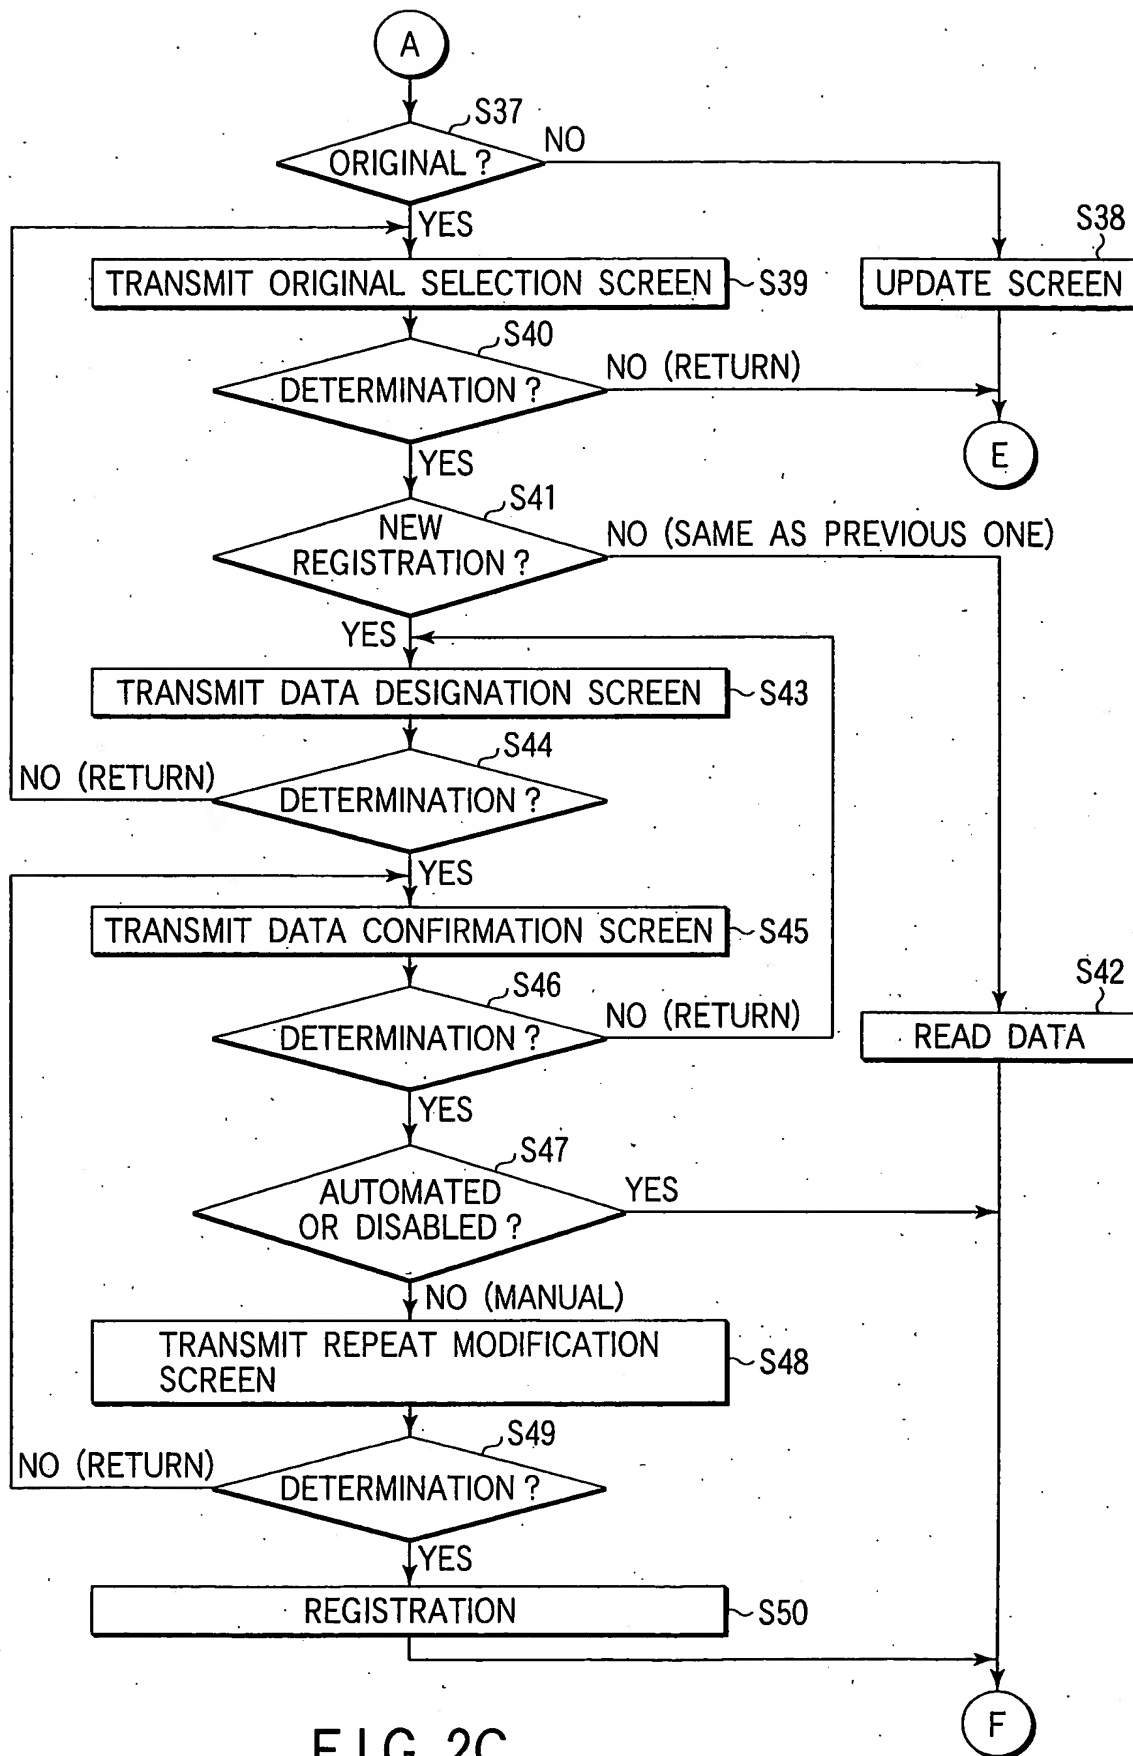 A
S37
ORIGINAL ?
NO
YES
S38
TRANSMIT ORIGINAL SELECTION SCREEN
S39
UPDATE SCREEN
S40
DETERMINATION ?
NO (RETURN)
E
YES
S41
NEW
REGISTRATION ?
NO (SAME AS PREVIOUS ONE)
YES
TRANSMIT DATA DESIGNATION SCREEN
S43
S44
NO (RETURN)
DETERMINATION ?
YES
TRANSMIT DATA CONFIRMATION SCREEN
S45
S42
S46
DETERMINATION ?
NO (RETURN)
READ DATA
YES
S47
AUTOMATED
OR DISABLED ?
YES
NO (MANUAL)
TRANSMIT REPEAT MODIFICATION
SCREEN
S48
S49
NO (RETURN)
DETERMINATION ?
YES
REGISTRATION
S50
F
FIG. 2C